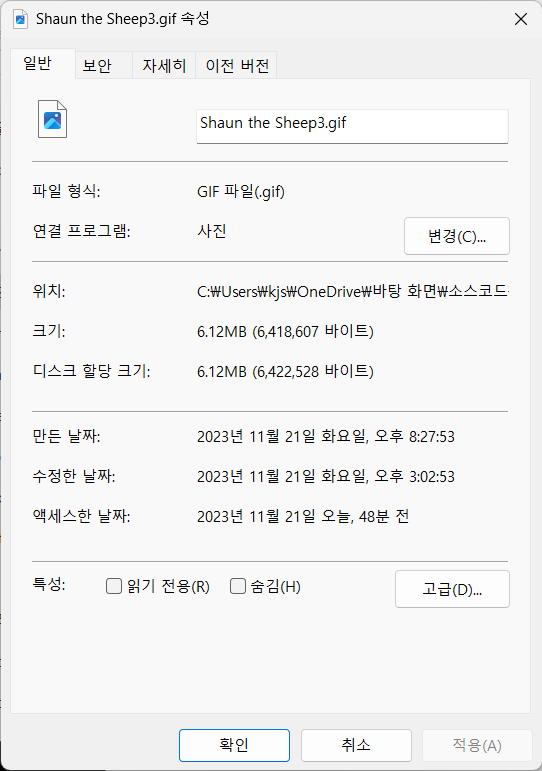 Shaun the Sheep3.gif 속성
일반 보안 자세히 이전 버전
Shaun the Sheep3.gif
파일 형식: GIF 파일(.gif)
연결 프로그램: 사진 변경(C)...
위치: C:₩Users₩kjs₩OneDrive₩바탕 화면₩소스코드
크기: 6.12MB (6,418,607 바이트)
디스크 할당 크기: 6.12MB (6,422,528 바이트)
만든 날짜: 2023년 11월 21일 화요일, 오후 8:27:53
수정한 날짜: 2023년 11월 21일 화요일, 오후 3:02:53
액세스한 날짜: 2023년 11월 21일 오늘, 48분 전
특성: 읽기 전용(R) 숨김(H) 고급(D)...
확인 취소 적용(A)